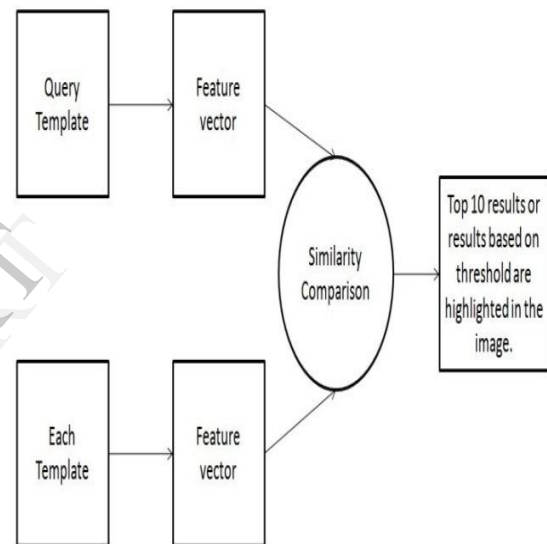 Query
Template
Feature
vector
Similarity
Comparison
Top 10 results or
results based on
threshold are
highlighted in the
image.
Each
Template
Feature
vector